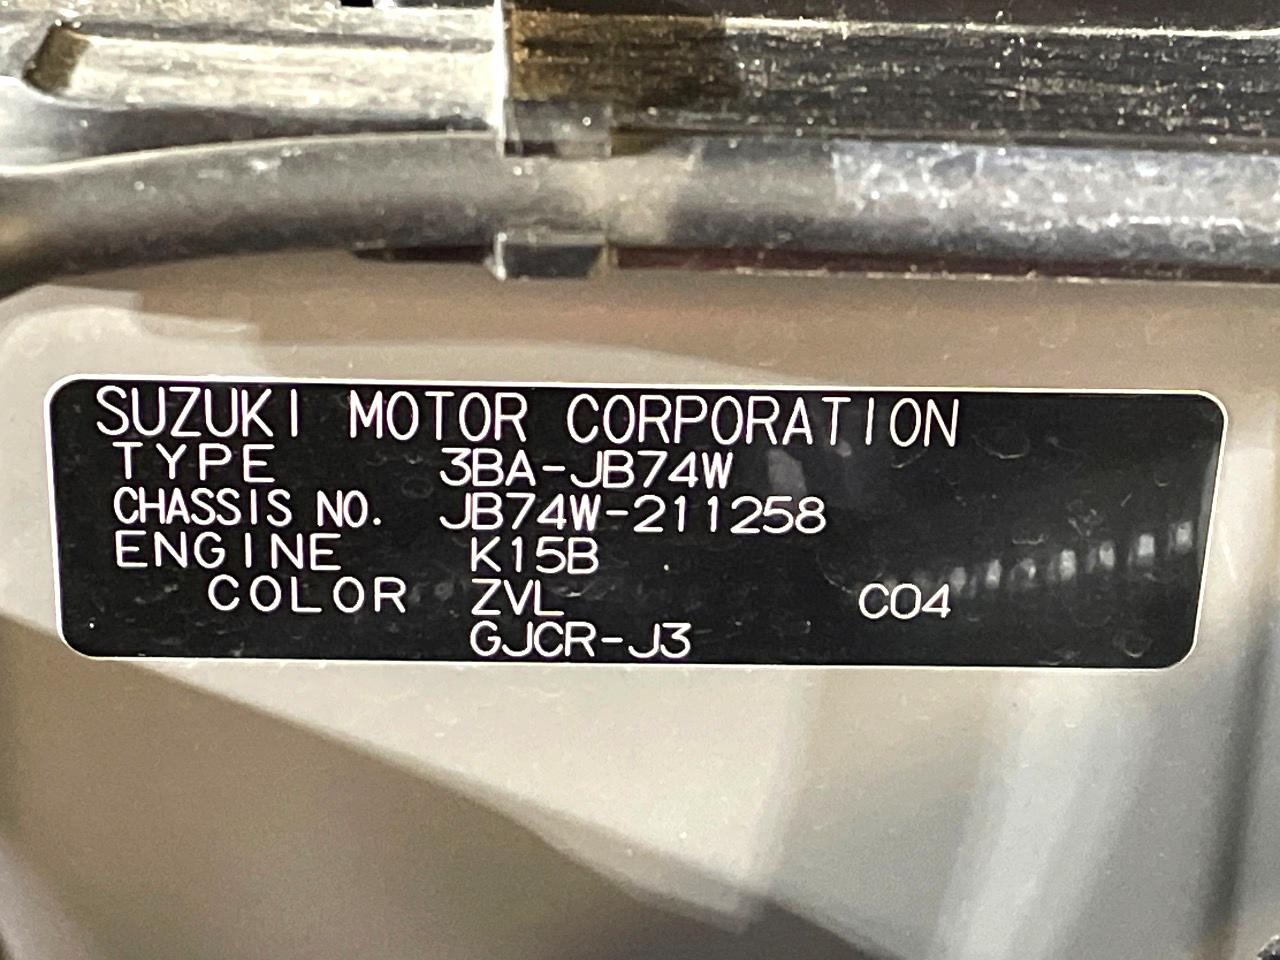 SUZUKI MOTOR CORPORATION
TYPE 3BA-JB74W
CHASSIS NO. JB74W-211258
ENGINE K15B
COLOR ZVL C04
GJCR-J3